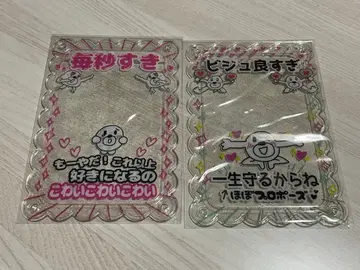 毎秒すき
もーやだ!これ以上
好きになるの
こわいこわいこわい
ビジュ良すぎ
一生守るからね
↑ほぼプロポーズ